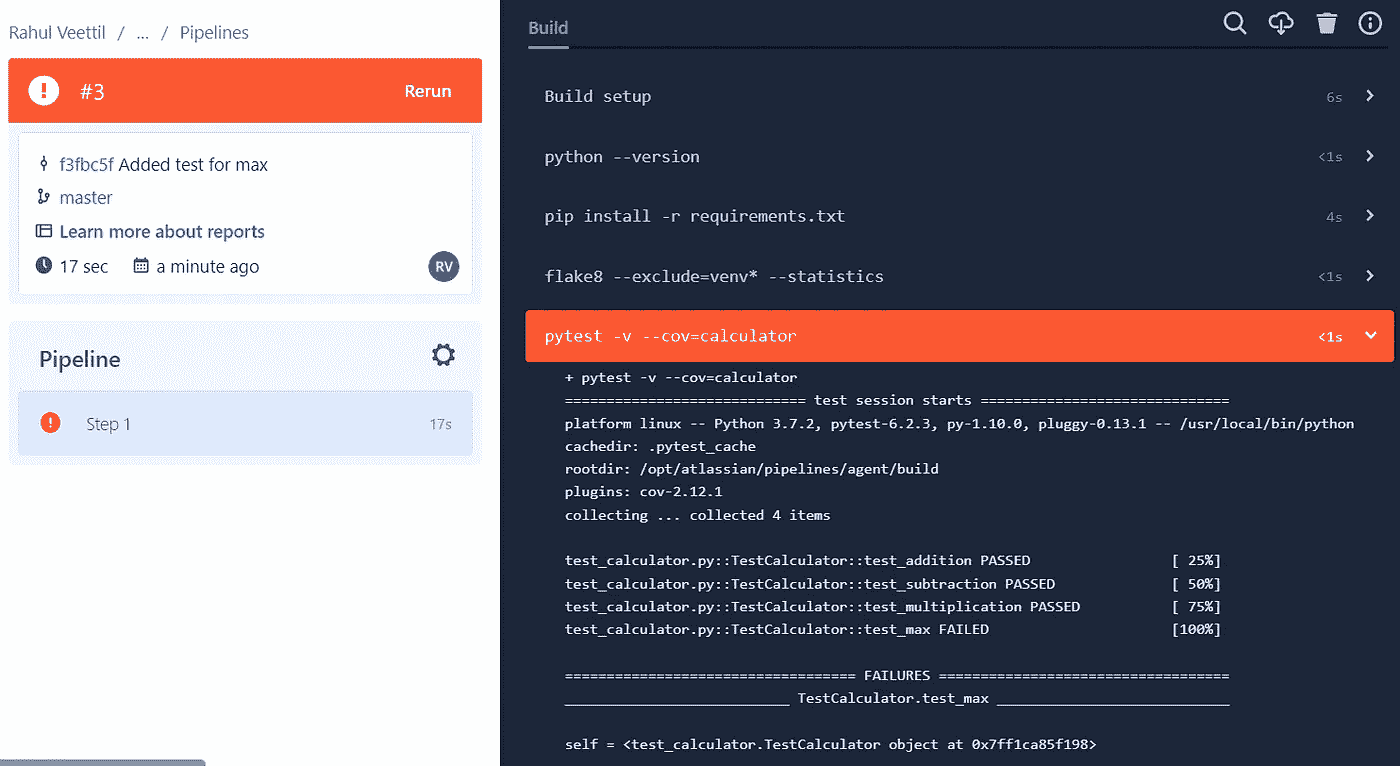 Rahul Veettil / ... / Pipelines
! #3 Rerun
f3fbc5f Added test for max
master
Learn more about reports
17 sec a minute ago RV
Pipeline
! Step 1 17s
Build
Build setup 6s
python --version <1s
pip install -r requirements.txt 4s
flake8 --exclude=venv* --statistics <1s
pytest -v --cov=calculator <1s
+ pytest -v --cov=calculator
============================= test session starts ==============================
platform linux -- Python 3.7.2, pytest-6.2.3, py-1.10.0, pluggy-0.13.1 -- /usr/local/bin/python
cachedir: .pytest_cache
rootdir: /opt/atlassian/pipelines/agent/build
plugins: cov-2.12.1
collecting ... collected 4 items
test_calculator.py::TestCalculator::test_addition PASSED [ 25%]
test_calculator.py::TestCalculator::test_subtraction PASSED [ 50%]
test_calculator.py::TestCalculator::test_multiplication PASSED [ 75%]
test_calculator.py::TestCalculator::test_max FAILED [100%]
=================================== FAILURES ===================================
___________________________ TestCalculator.test_max ____________________________
self = <test_calculator.TestCalculator object at 0x7ff1ca85f198>